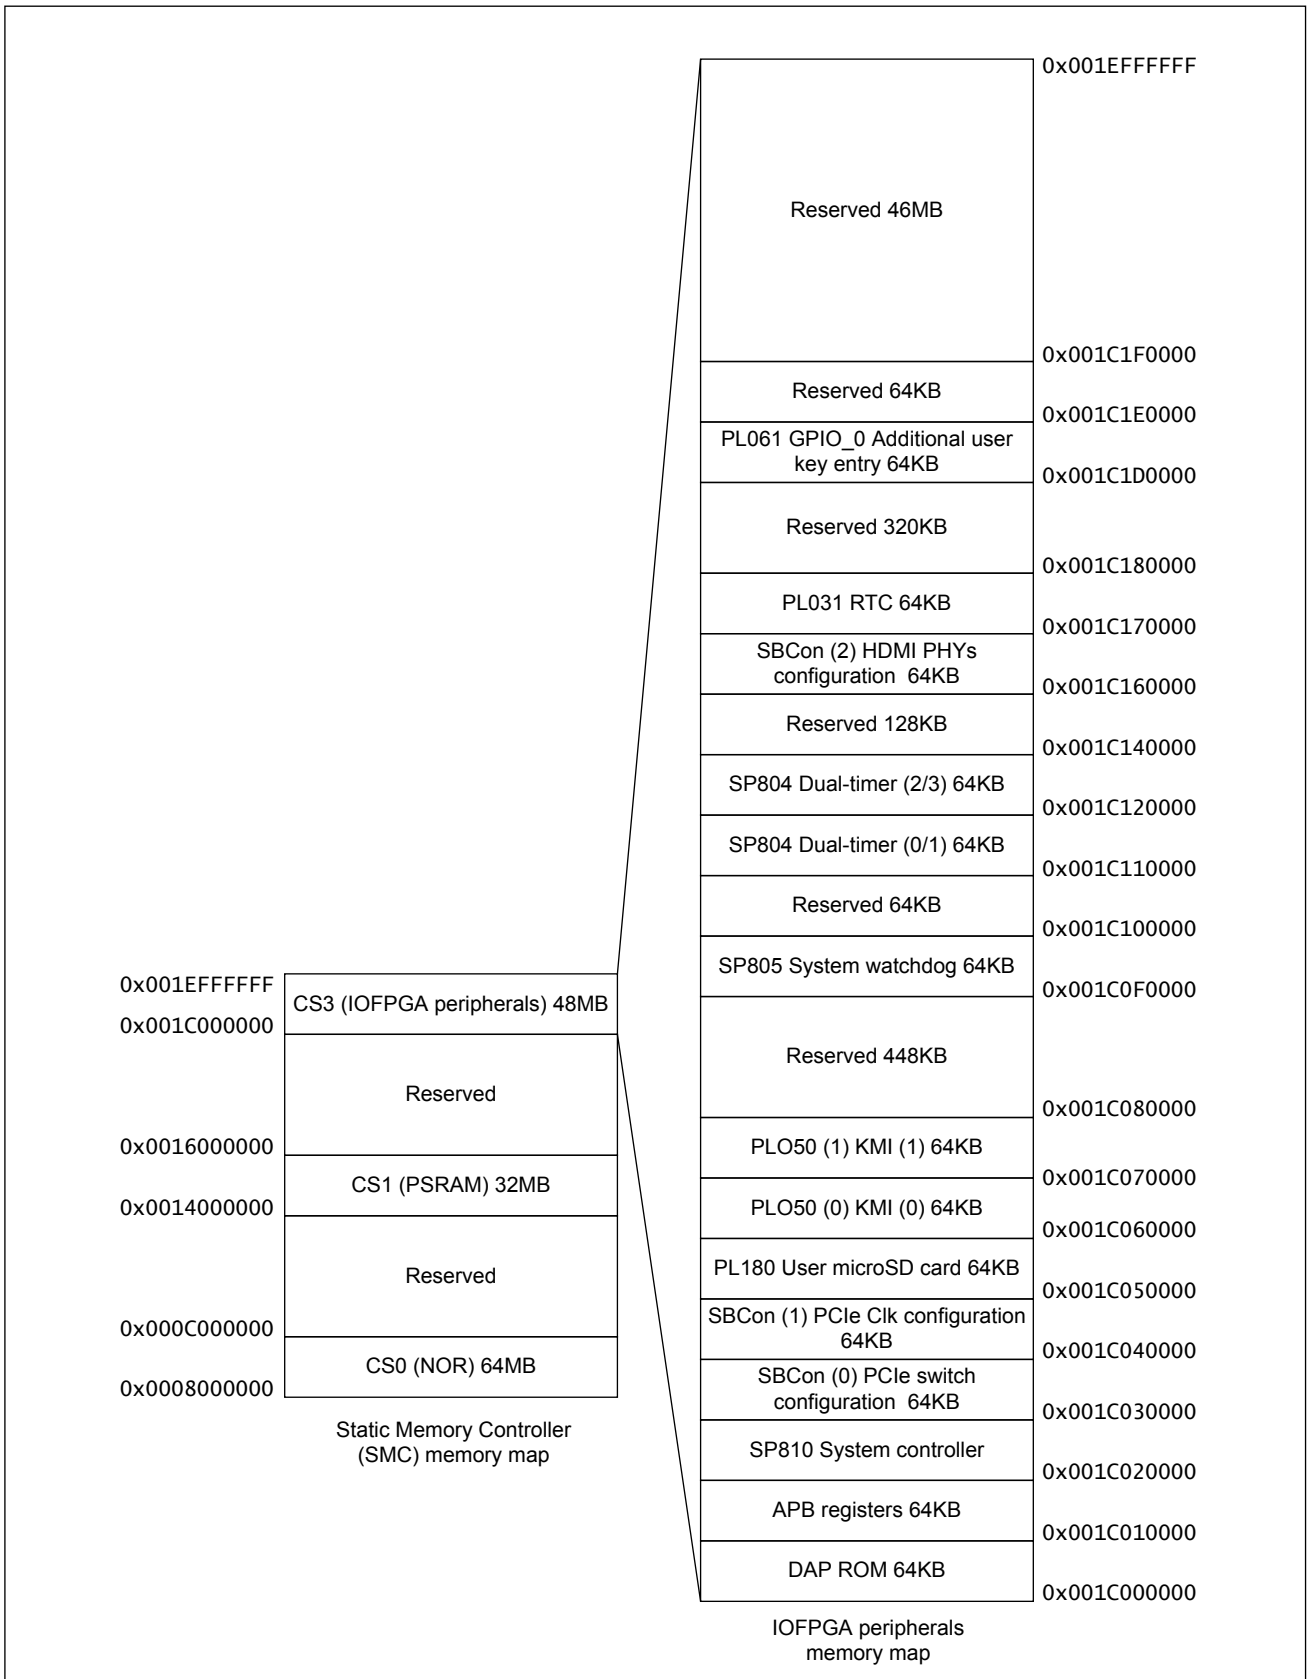 0x001EFFFFFF
Reserved 46MB
0x001C1F0000
Reserved 64KB
0x001C1E0000
PL061 GPIO_0 Additional user
key entry 64KB
0x001C1D0000
Reserved 320KB
0x001C180000
PL031 RTC 64KB
0x001C170000
SBCon (2) HDMI PHYs
configuration  64KB
0x001C160000
Reserved 128KB
0x001C140000
SP804 Dual-timer (2/3) 64KB
0x001C120000
SP804 Dual-timer (0/1) 64KB
0x001C110000
Reserved 64KB
0x001C100000
SP805 System watchdog 64KB
0x001C0F0000
Reserved 448KB
0x001C080000
PLO50 (1) KMI (1) 64KB
0x001C070000
PLO50 (0) KMI (0) 64KB
0x001C060000
PL180 User microSD card 64KB
0x001C050000
SBCon (1) PCIe Clk configuration
64KB
0x001C040000
SBCon (0) PCIe switch
configuration  64KB
0x001C030000
SP810 System controller
0x001C020000
APB registers 64KB
0x001C010000
DAP ROM 64KB
0x001C000000
IOFPGA peripherals
memory map
0x001EFFFFFF
CS3 (IOFPGA peripherals) 48MB
0x001C000000
Reserved
0x0016000000
CS1 (PSRAM) 32MB
0x0014000000
Reserved
0x000C000000
CS0 (NOR) 64MB
0x0008000000
Static Memory Controller
(SMC) memory map